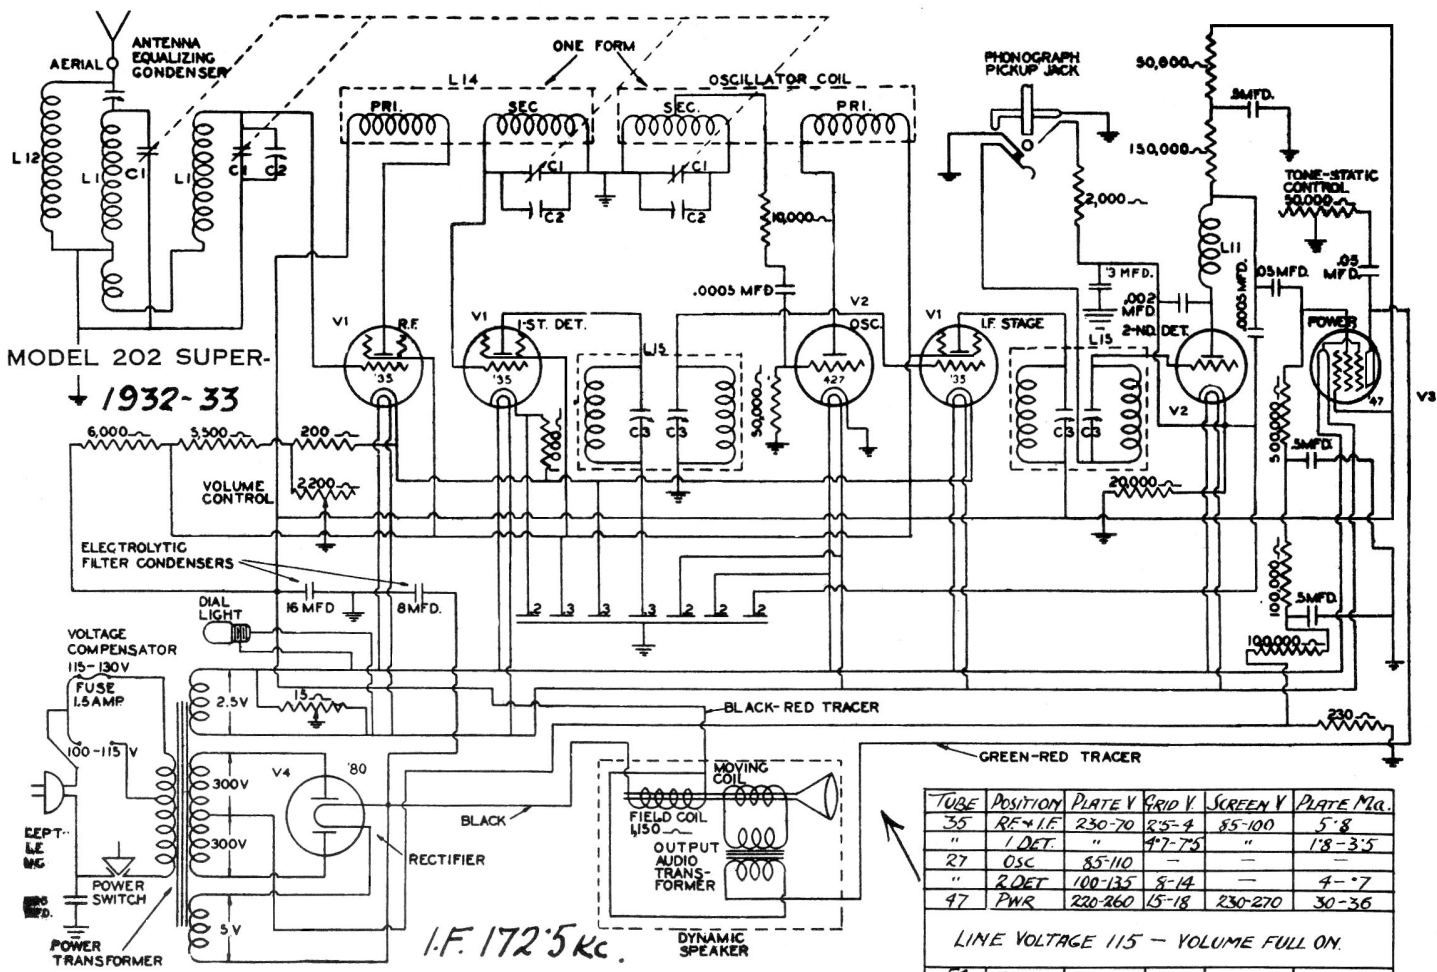 AERIAL
ANTENNA
EQUALIZING
CONDENSER
L12
L1
C1
L1
C1
C2
ONE FORM
L14
OSCILLATOR COIL
PRI.
SEC.
SEC.
PRI.
C1
C2
C1
C2
10,000
.0005 MFD
PHONOGRAPH
PICKUP JACK
2,000
.3 MFD.
.002
MFD
50,000
.5MFD.
150,000
TONE-STATIC
CONTROL
50,000
L11
.0005 MFD.
.05MFD.
.05
MFD.
V1
R.F.
'35
V1
1-ST. DET.
'35
L15
C3
C3
50,000
V2
OSC.
427
V1
I.F. STAGE
'35
L15
C3
C3
2-ND. DET.
V2
POWER
'47
V3
MODEL 202 SUPER-
1932-33
6,000
5,500
200
VOLUME
CONTROL
2,200
20,000
500,000
.5MFD.
100,000
.5MFD.
100,000
ELECTROLYTIC
FILTER CONDENSERS
16 MFD
8MFD.
2
3
3
3
2
2
2
DIAL
LIGHT
VOLTAGE
COMPENSATOR
115-130V
FUSE
1.5AMP
100-115 V
2.5V
15
300V
300V
5V
V4
'80
RECTIFIER
BLACK
BLACK-RED TRACER
GREEN-RED TRACER
230
MOVING
COIL
FIELD COIL
1,150
OUTPUT
AUDIO
TRANS-
FORMER
DYNAMIC
SPEAKER
POWER
SWITCH
MFD.
POWER
TRANSFORMER
I.F. 172.5 KC.
TUBE POSITION PLATE V GRID V. SCREEN V PLATE Ma.
35 RF+I.F. 230-70 2.5-4 85-100 5.8
" 1 DET. " 4.7-7.5 " 1.8-3.5
27 OSC 85-110 — — —
" 2 DET 100-135 8-14 — .4-.7
47 PWR 220-260 15-18 230-270 30-36
LINE VOLTAGE 115 - VOLUME FULL ON.